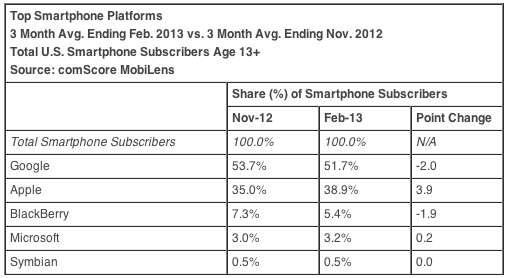 Top Smartphone Platforms
3 Month Avg. Ending Feb. 2013 vs. 3 Month Avg. Ending Nov. 2012
Total U.S. Smartphone Subscribers Age 13+
Source: comScore MobiLens
Share (%) of Smartphone Subscribers
Nov-12 Feb-13 Point Change
Total Smartphone Subscribers 100.0% 100.0% N/A
Google 53.7% 51.7% -2.0
Apple 35.0% 38.9% 3.9
BlackBerry 7.3% 5.4% -1.9
Microsoft 3.0% 3.2% 0.2
Symbian 0.5% 0.5% 0.0